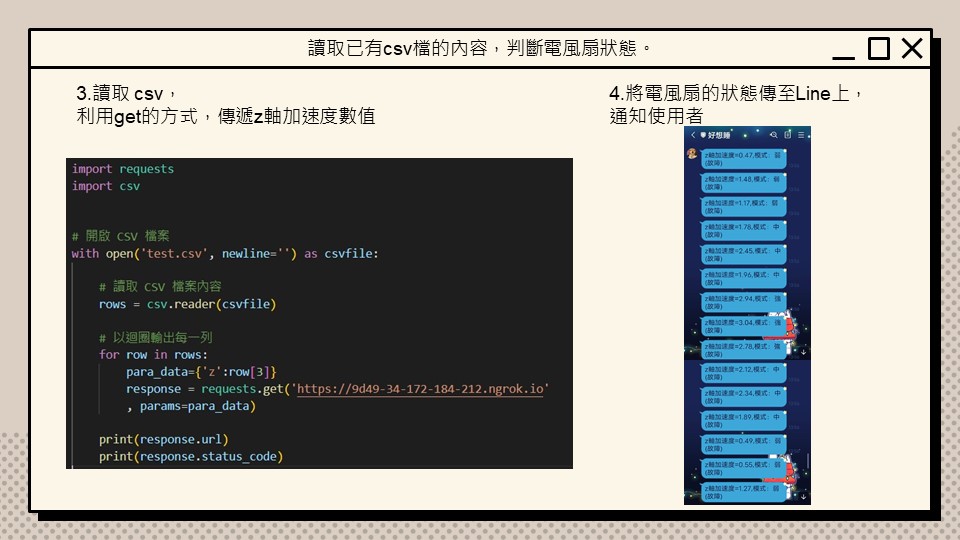 讀取已有csv檔的內容，判斷電風扇狀態。
3.讀取 csv，
利用get的方式，傳遞z軸加速度數值
import requests
import csv
# 開啟 CSV 檔案
with open('test.csv', newline='') as csvfile:
# 讀取 CSV 檔案內容
rows = csv.reader(csvfile)
# 以迴圈輸出每一列
for row in rows:
para_data={'z':row[3]}
response = requests.get('https://9d49-34-172-184-212.ngrok.io'
, params=para_data)
print(response.url)
print(response.status_code)
4.將電風扇的狀態傳至Line上，
通知使用者
好想睡
z軸加速度=0.47,模式：弱
(故障)
z軸加速度=1.48,模式：弱
(故障)
z軸加速度=1.17,模式：弱
(故障)
z軸加速度=1.78,模式：中
(故障)
z軸加速度=2.45,模式：中
(故障)
z軸加速度=1.96,模式：中
(故障)
z軸加速度=2.94,模式：強
(故障)
z軸加速度=3.04,模式：強
(故障)
z軸加速度=2.78,模式：強
(故障)
z軸加速度=2.12,模式：中
(故障)
z軸加速度=2.34,模式：中
(故障)
z軸加速度=1.89,模式：中
(故障)
z軸加速度=0.49,模式：弱
(故障)
z軸加速度=0.55,模式：弱
(故障)
z軸加速度=1.27,模式：弱
(故障)